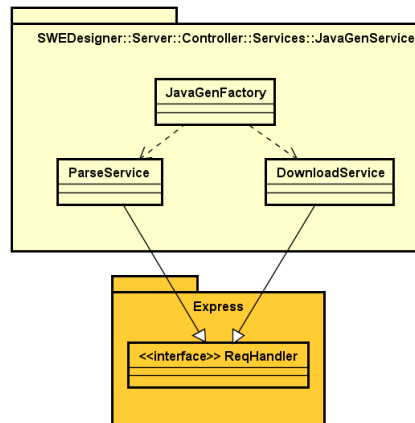 SWEDesigner::Server::Controller::Services::JavaGenService
JavaGenFactory
ParseService
DownloadService
Express
<<interface>> ReqHandler